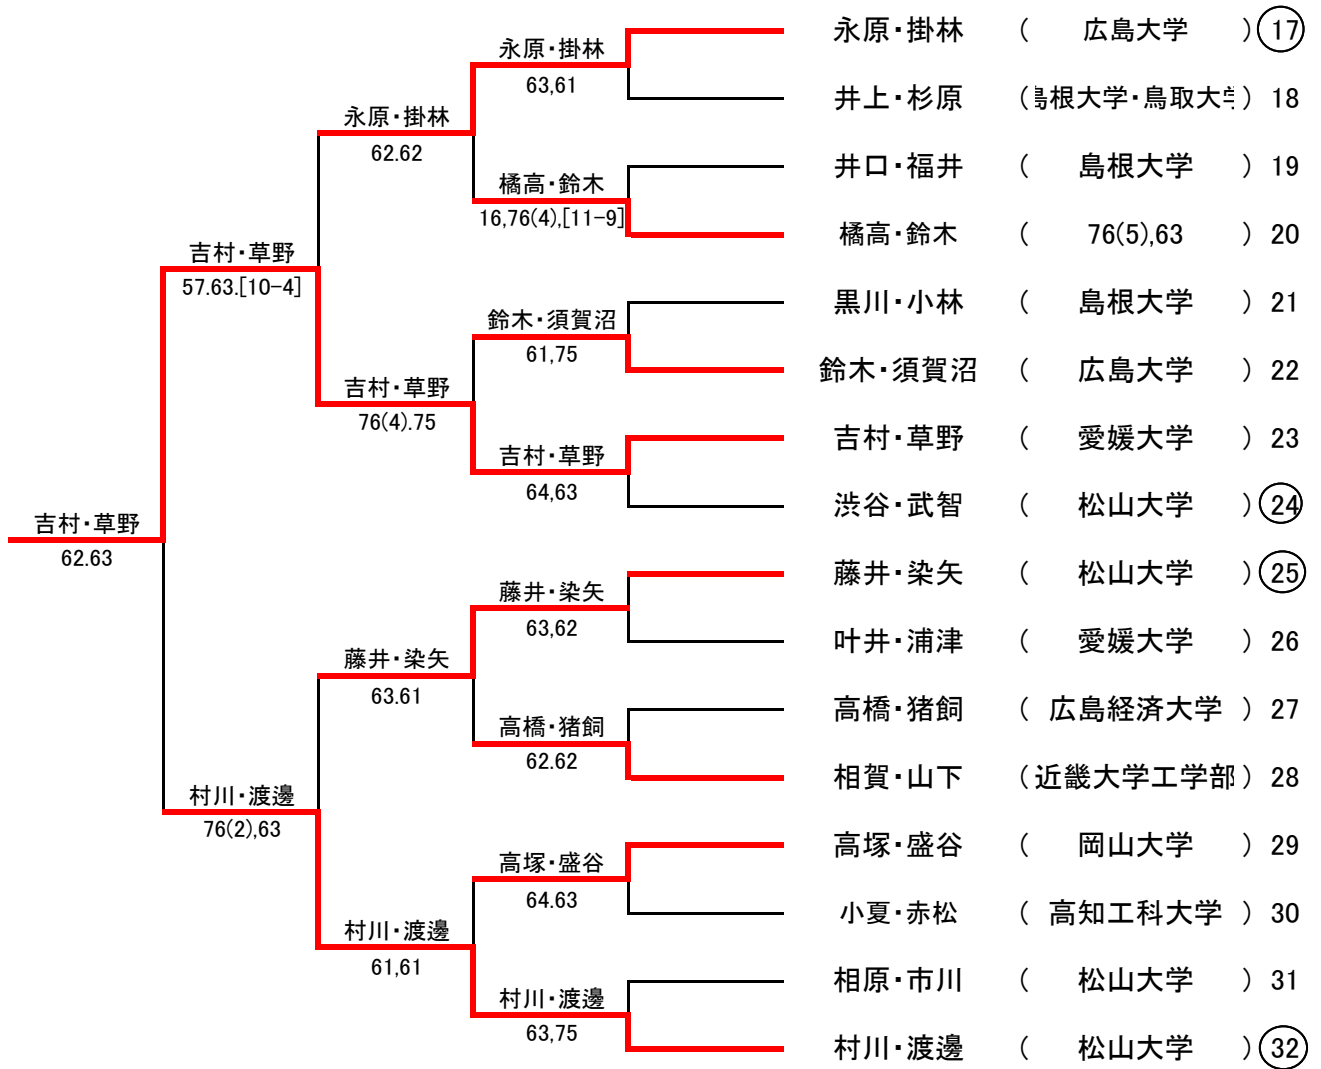 永原・掛林 ( 広島大学 ) 17
永原・掛林
63,61
井上・杉原 (島根大学・鳥取大学) 18
永原・掛林
62.62
井口・福井 ( 島根大学 ) 19
橘高・鈴木
16,76(4),[11-9]
橘高・鈴木 ( 76(5),63 ) 20
吉村・草野
57.63.[10-4]
黒川・小林 ( 島根大学 ) 21
鈴木・須賀沼
61,75
鈴木・須賀沼 ( 広島大学 ) 22
吉村・草野
76(4).75
吉村・草野 ( 愛媛大学 ) 23
吉村・草野
64,63
渋谷・武智 ( 松山大学 ) 24
吉村・草野
62.63
藤井・染矢 ( 松山大学 ) 25
藤井・染矢
63,62
叶井・浦津 ( 愛媛大学 ) 26
藤井・染矢
63.61
高橋・猪飼 ( 広島経済大学 ) 27
高橋・猪飼
62.62
相賀・山下 (近畿大学工学部) 28
村川・渡邊
76(2),63
高塚・盛谷 ( 岡山大学 ) 29
高塚・盛谷
64.63
小夏・赤松 ( 高知工科大学 ) 30
村川・渡邊
61,61
相原・市川 ( 松山大学 ) 31
村川・渡邊
63,75
村川・渡邊 ( 松山大学 ) 32